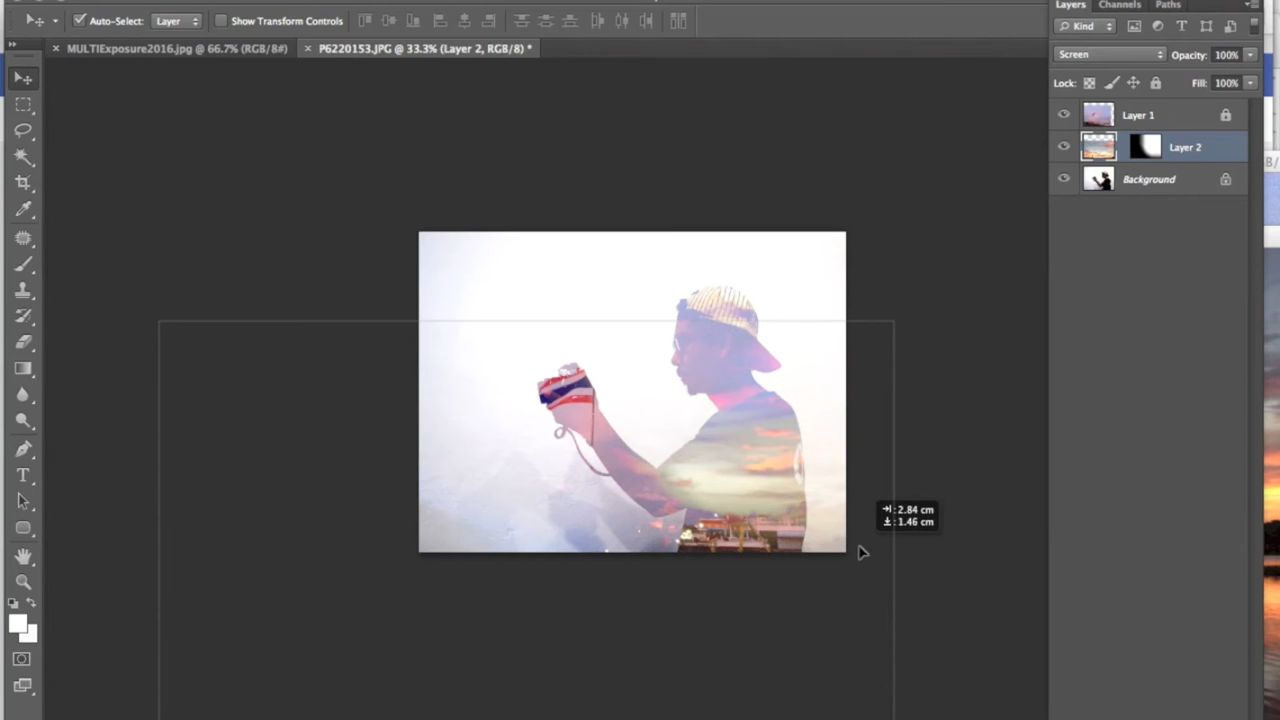 Auto-Select: Layer Show Transform Controls
MULTIExposure2016.jpg @ 66.7% (RGB/8#)
P6220153.JPG @ 33.3% (Layer 2, RGB/8) *
Layers Channels Paths
Kind
Screen Opacity: 100%
Lock: Fill: 100%
Layer 1
Layer 2
Background
: 2.84 cm
: 1.46 cm